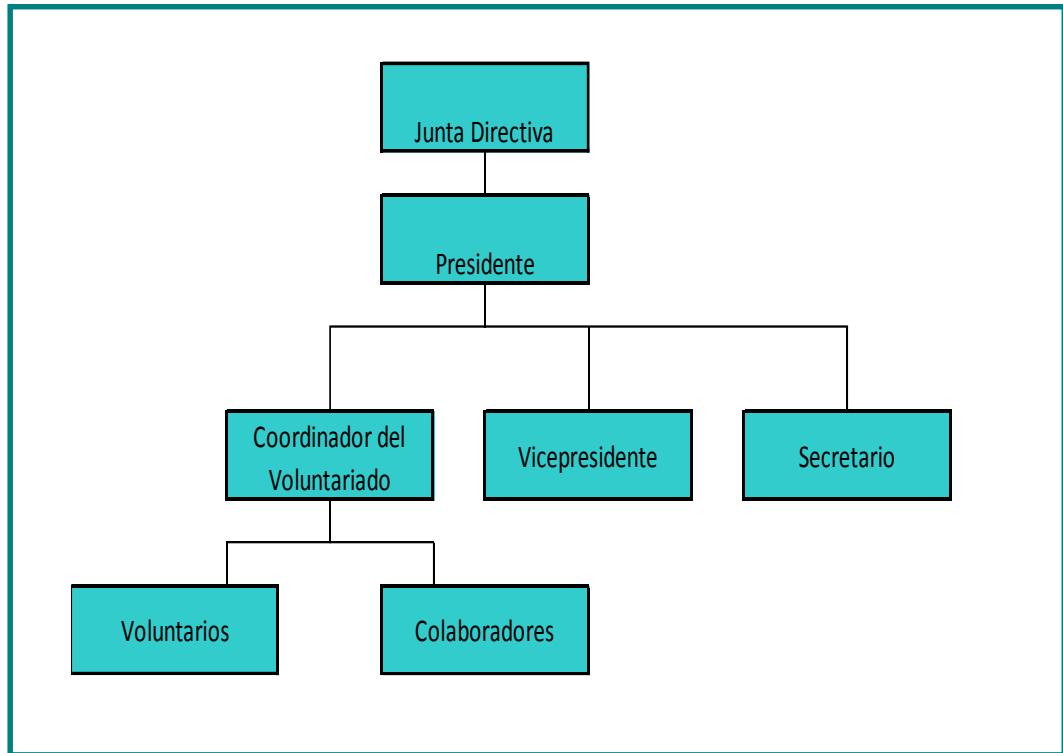 Junta Directiva
Presidente
Coordinador del
Voluntariado
Vicepresidente
Secretario
Voluntarios
Colaboradores